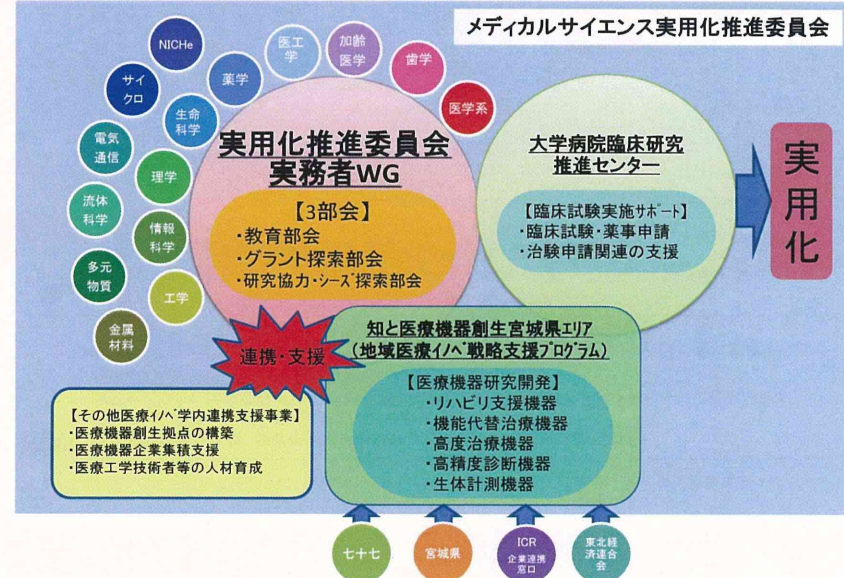 メディカルサイエンス実用化推進委員会
NICHe
サイ
クロ
電気
通信
流体
科学
多元
物質
金属
材料
薬学
生命
科学
理学
情報
科学
工学
医工
学
加齢
医学
歯学
医学系
実用化推進委員会
実務者WG
【3部会】
・教育部会
・グラント探索部会
・研究協力・シーズ探索部会
大学病院臨床研究
推進センター
【臨床試験実施サポート】
・臨床試験・薬事申請
・治験申請関連の支援
実
用
化
連携・支援
知と医療機器創生宮城県エリア
(地域医療イノベ戦略支援プログラム)
【医療機器研究開発】
・リハビリ支援機器
・機能代替治療機器
・高度治療機器
・高精度診断機器
・生体計測機器
【その他医療イノベ学内連携支援事業】
・医療機器創生拠点の構築
・医療機器企業集積支援
・医療工学技術者等の人材育成
七十七
宮城県
ICR
企業連携
窓口
東北経
済連合
会